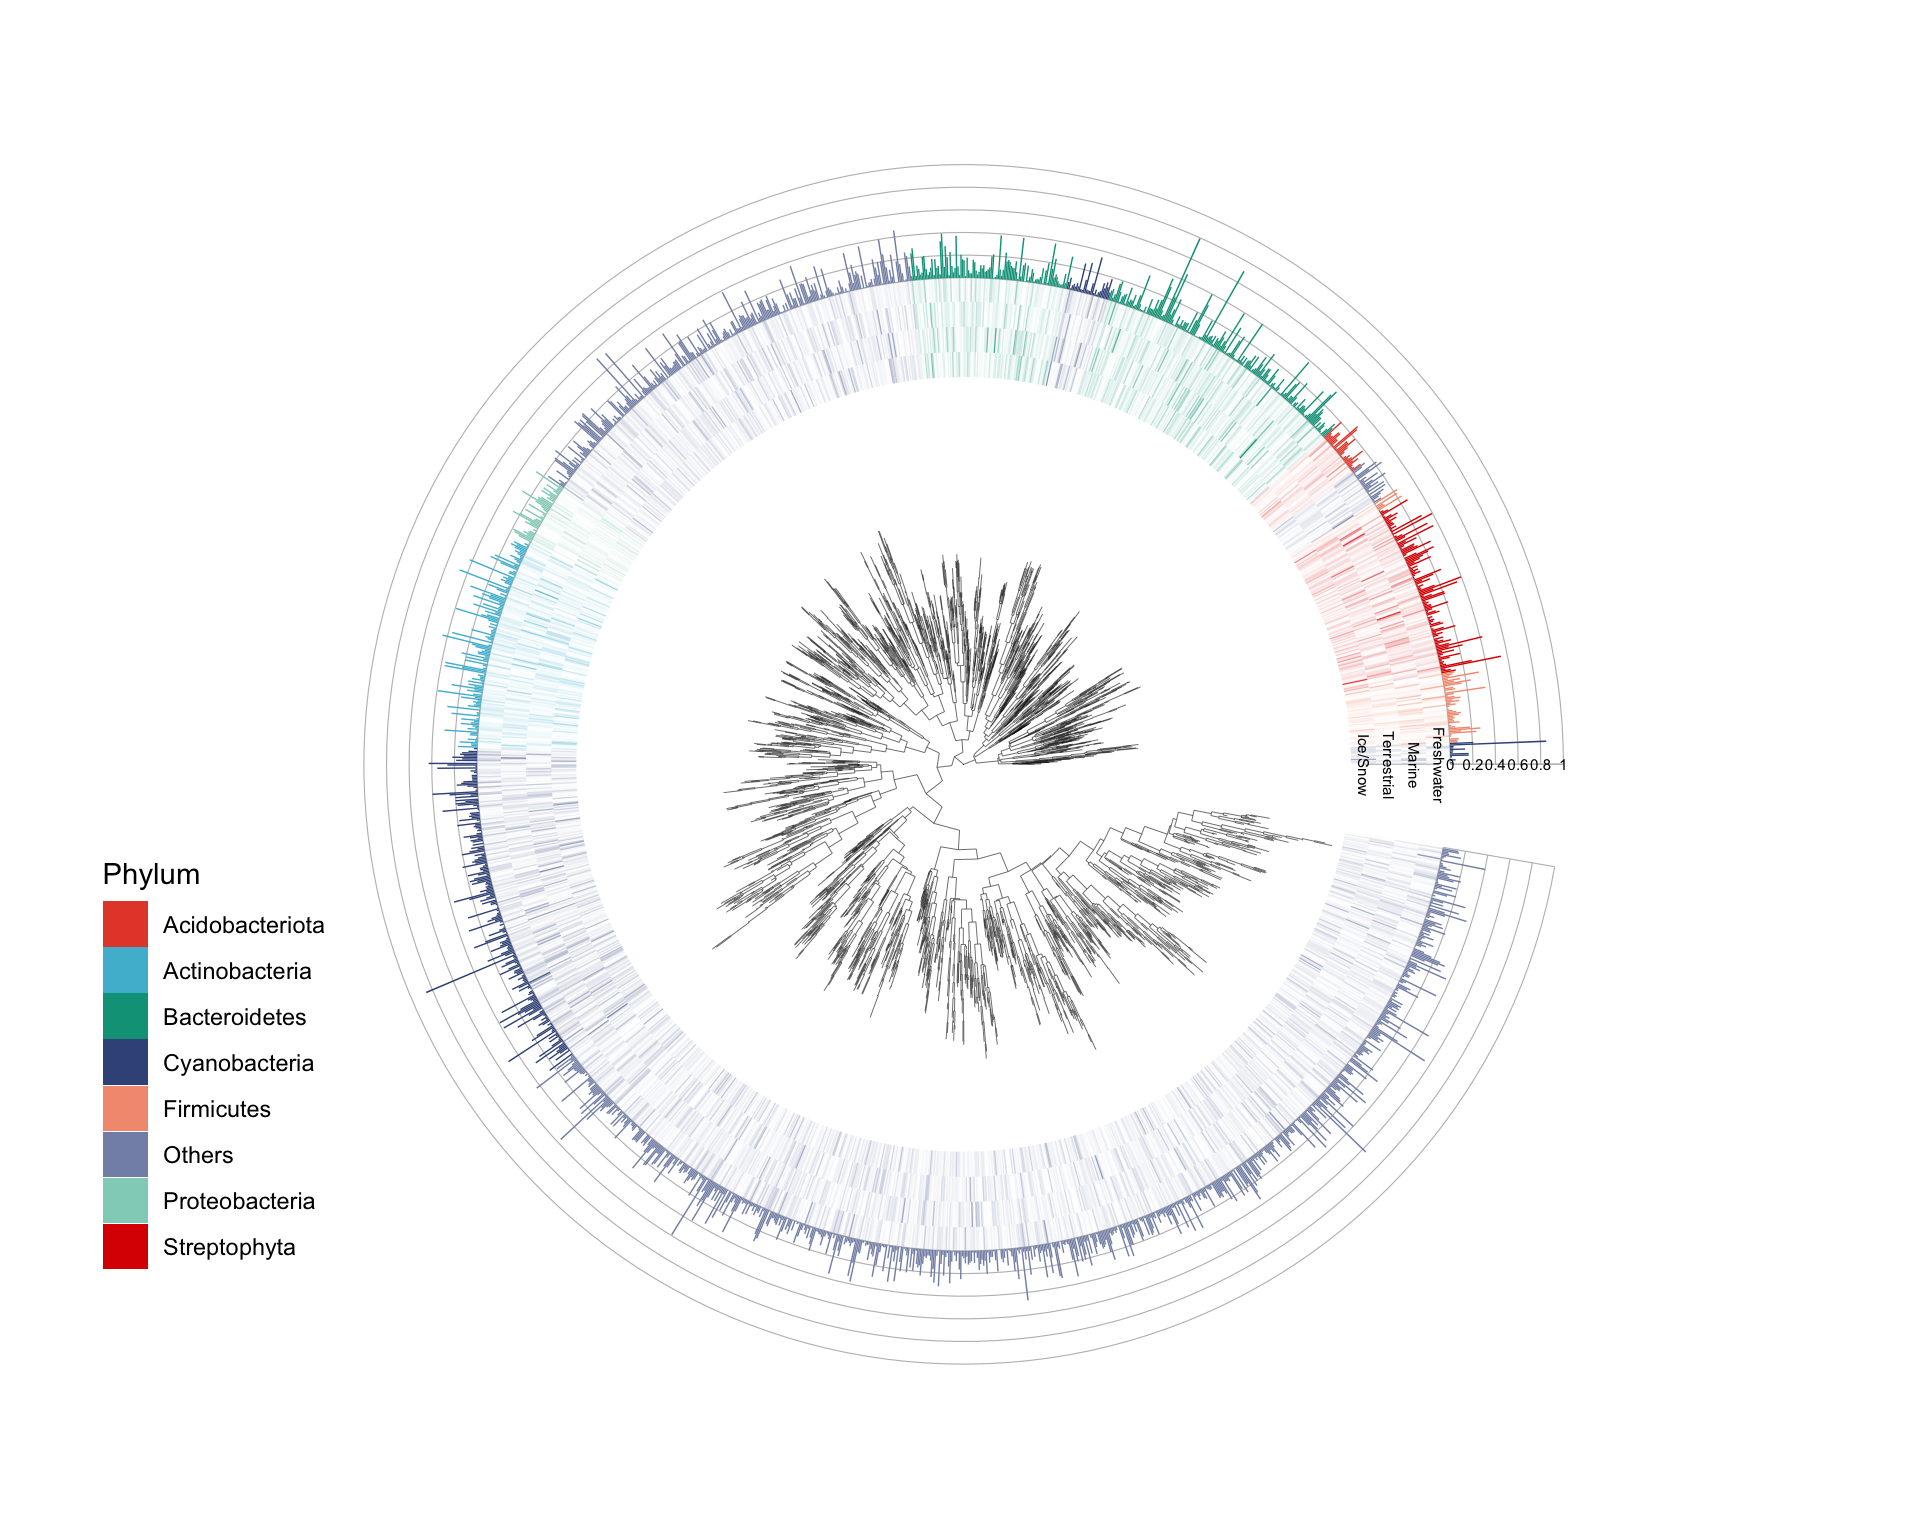 Ice/Snow
Terrestrial
Marine
Freshwater
0 0.2 0.4 0.6 0.8 1
Phylum
Acidobacteriota
Actinobacteria
Bacteroidetes
Cyanobacteria
Firmicutes
Others
Proteobacteria
Streptophyta